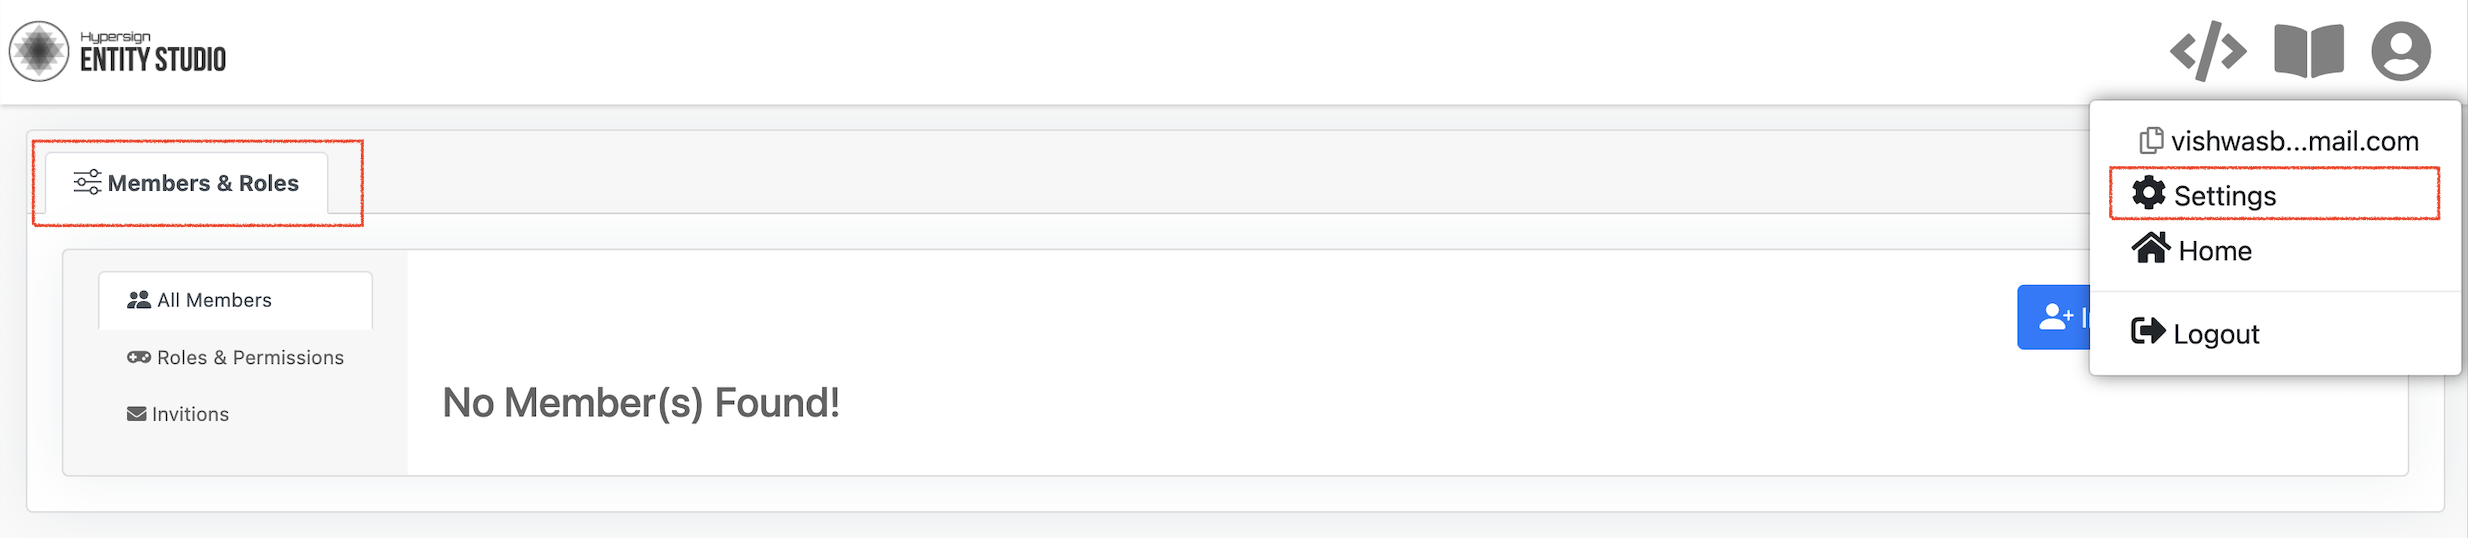 Hypersign
ENTITY STUDIO
vishwasb...mail.com
Settings
Home
Logout
Members & Roles
All Members
Roles & Permissions
Invitions
No Member(s) Found!